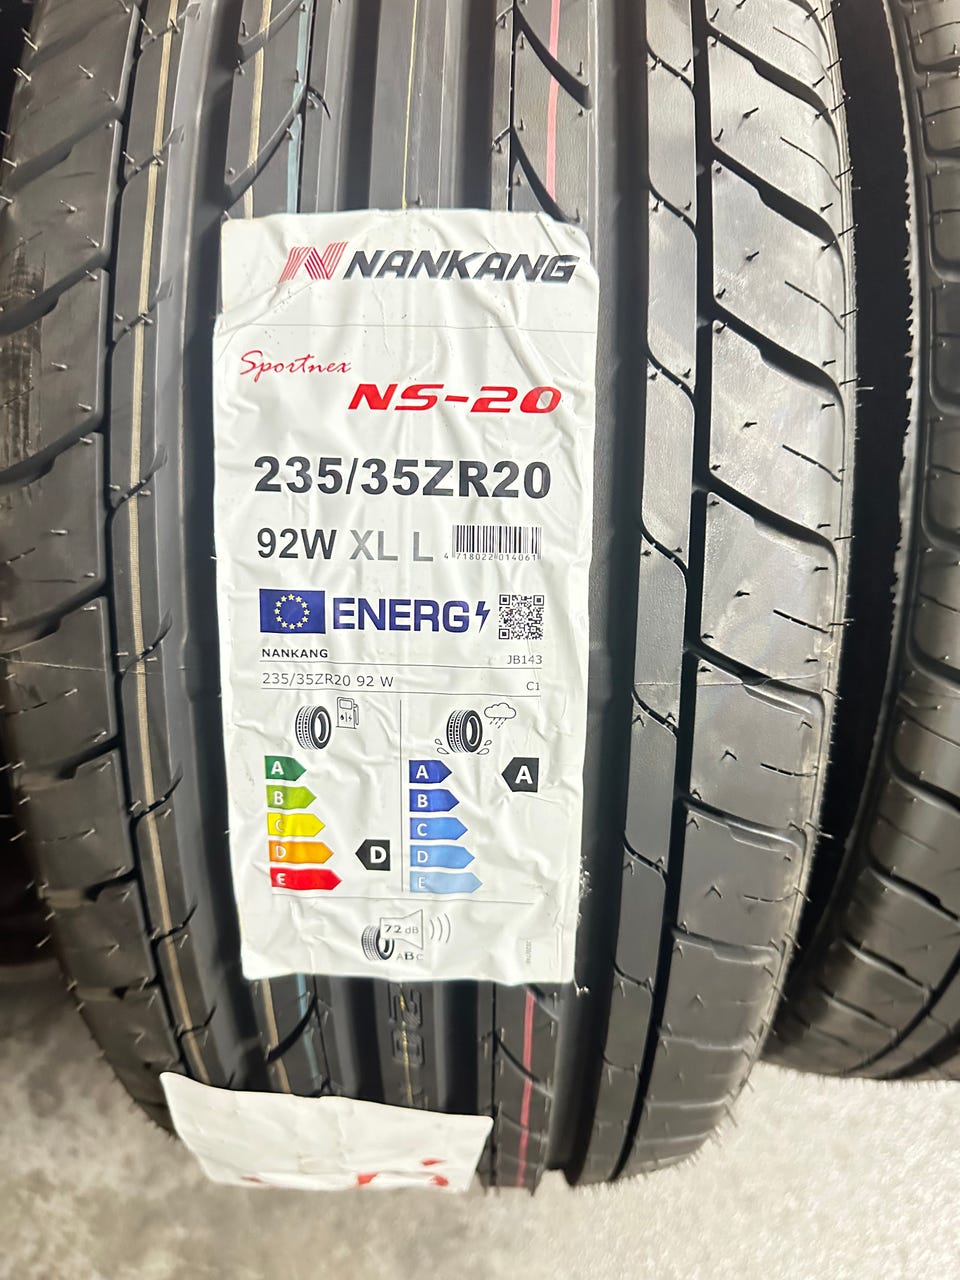 NANKANG
Sportnex
NS-20
235/35ZR20
92W XL L
4 718022 014061
ENERG
NANKANG JB143
235/35ZR20 92 W C1
A A A
B B
C C
D D D
E E
72 dB
ABC